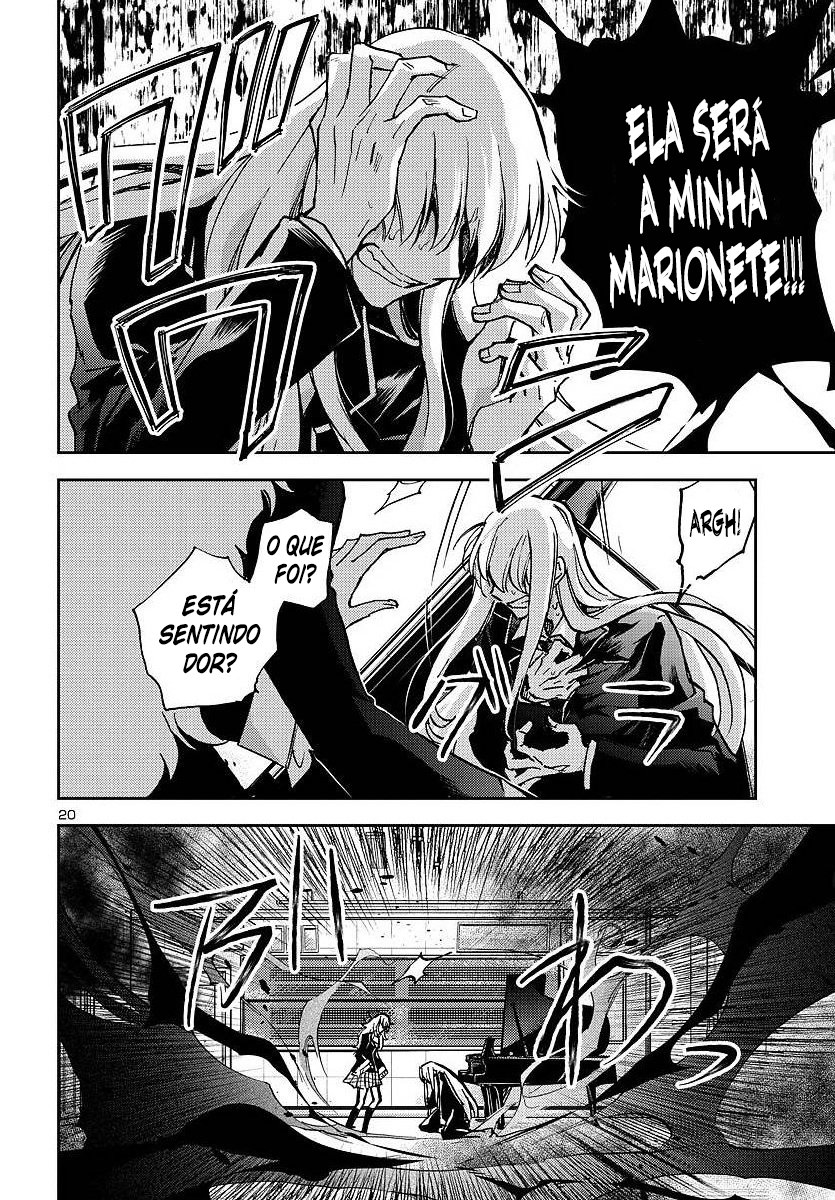 ELA SERÁ
A MINHA
MARIONETE!!!
ARGH!
O QUE
FOI?
ESTÁ
SENTINDO
DOR?
20